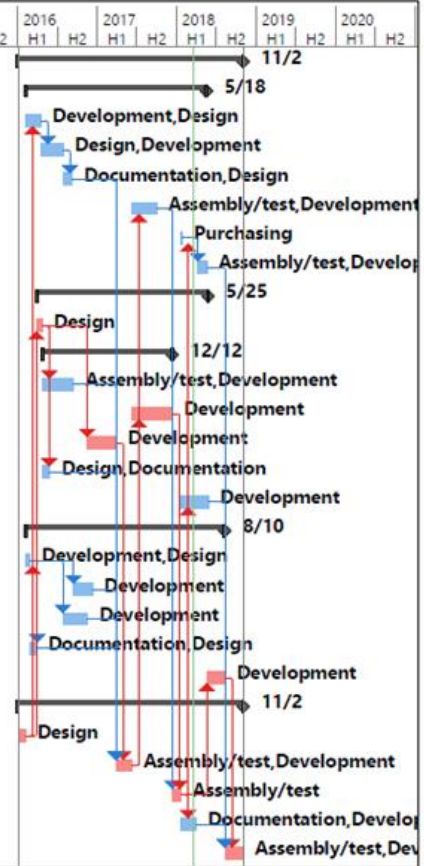 2016 2017 2018 2019 2020
2 H1 H2 H1 H2 H1 H2 H1 H2 H1 H2
11/2
5/18
Development,Design
Design,Development
Documentation,Design
Assembly/test,Development
Purchasing
Assembly/test,Develop
5/25
Design
12/12
Assembly/test,Development
Development
Development
Design,Documentation
Development
8/10
Development,Design
Development
Development
Documentation,Design
Development
11/2
Design
Assembly/test,Development
Assembly/test
Documentation,Develop
Assembly/test,Dev